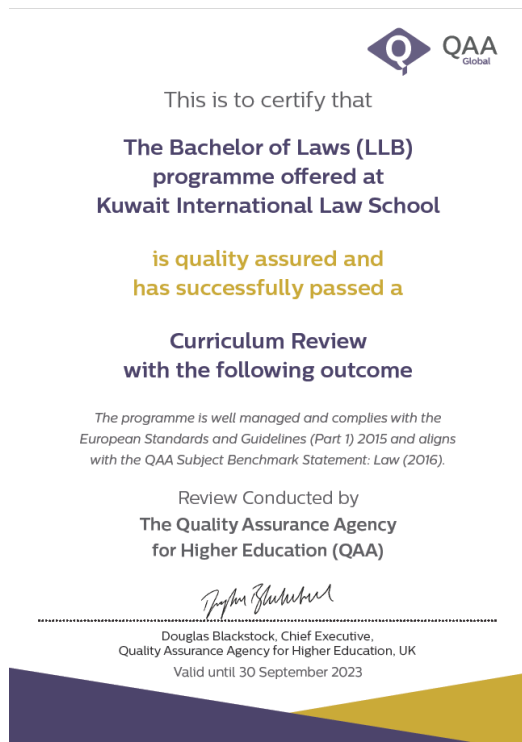 QAA
Global
This is to certify that
The Bachelor of Laws (LLB)
programme offered at
Kuwait International Law School
is quality assured and
has successfully passed a
Curriculum Review
with the following outcome
The programme is well managed and complies with the
European Standards and Guidelines (Part 1) 2015 and aligns
with the QAA Subject Benchmark Statement: Law (2016).
Review Conducted by
The Quality Assurance Agency
for Higher Education (QAA)
Douglas Blackstock, Chief Executive,
Quality Assurance Agency for Higher Education, UK
Valid until 30 September 2023